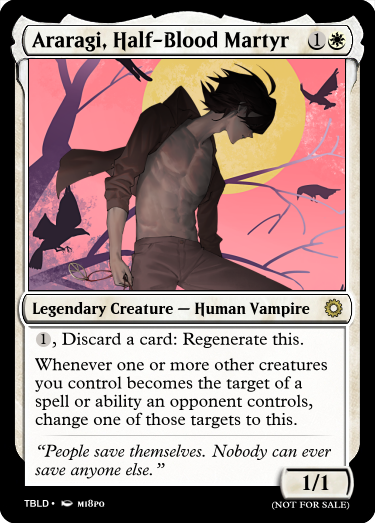 Araragi, Half-Blood Martyr 1
Legendary Creature — Human Vampire
1, Discard a card: Regenerate this.
Whenever one or more other creatures
you control becomes the target of a
spell or ability an opponent controls,
change one of those targets to this.
“People save themselves. Nobody can ever
save anyone else.”
1/1
TBLD • M18PO
(NOT FOR SALE)